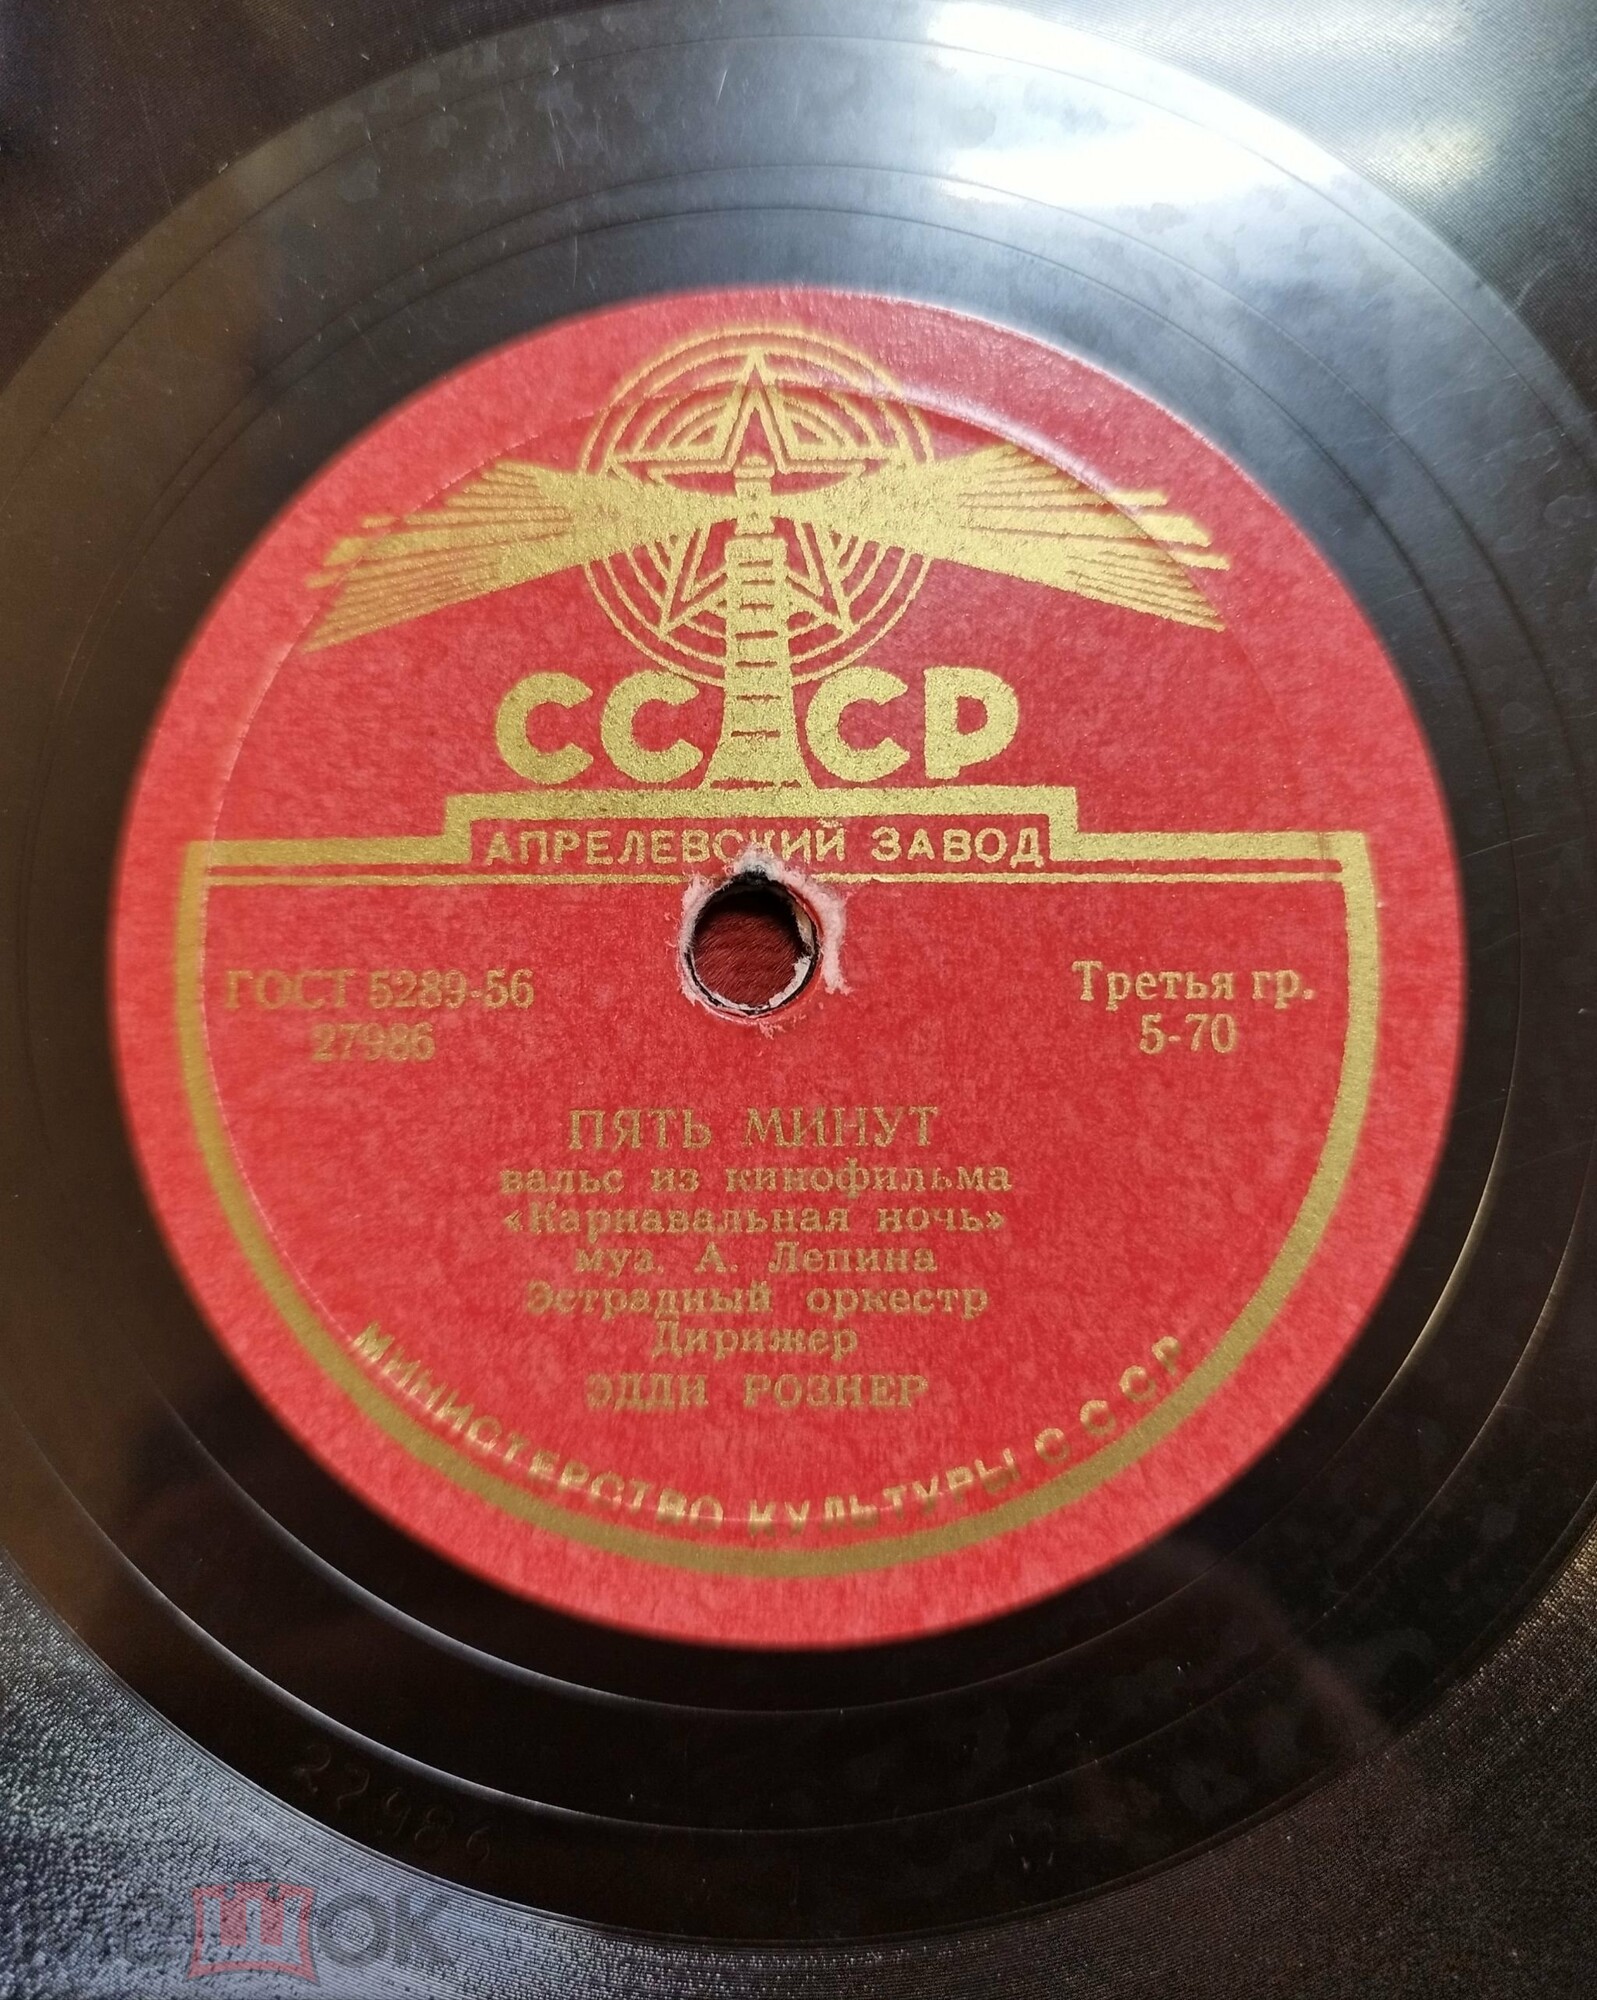 СССР
АПРЕЛЕВСКИЙ ЗАВОД
ГОСТ 5289-56
27986
Третья гр.
5-70
ПЯТЬ МИНУТ
вальс из кинофильма
«Карнавальная ночь»
муз. А. Лепина
Эстрадный оркестр
Дирижер
ЭДДИ РОЗНЕР
МИНИСТЕРСТВО КУЛЬТУРЫ СССР
27986